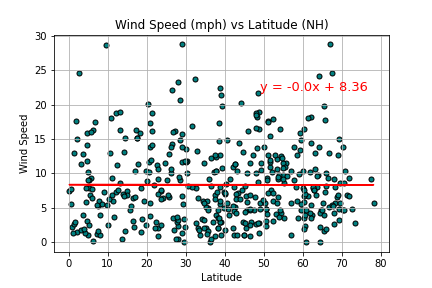 Wind Speed (mph) vs Latitude (NH)
30
25
20
15
10
5
0
Wind Speed
y = -0.0x + 8.36
0 10 20 30 40 50 60 70 80
Latitude